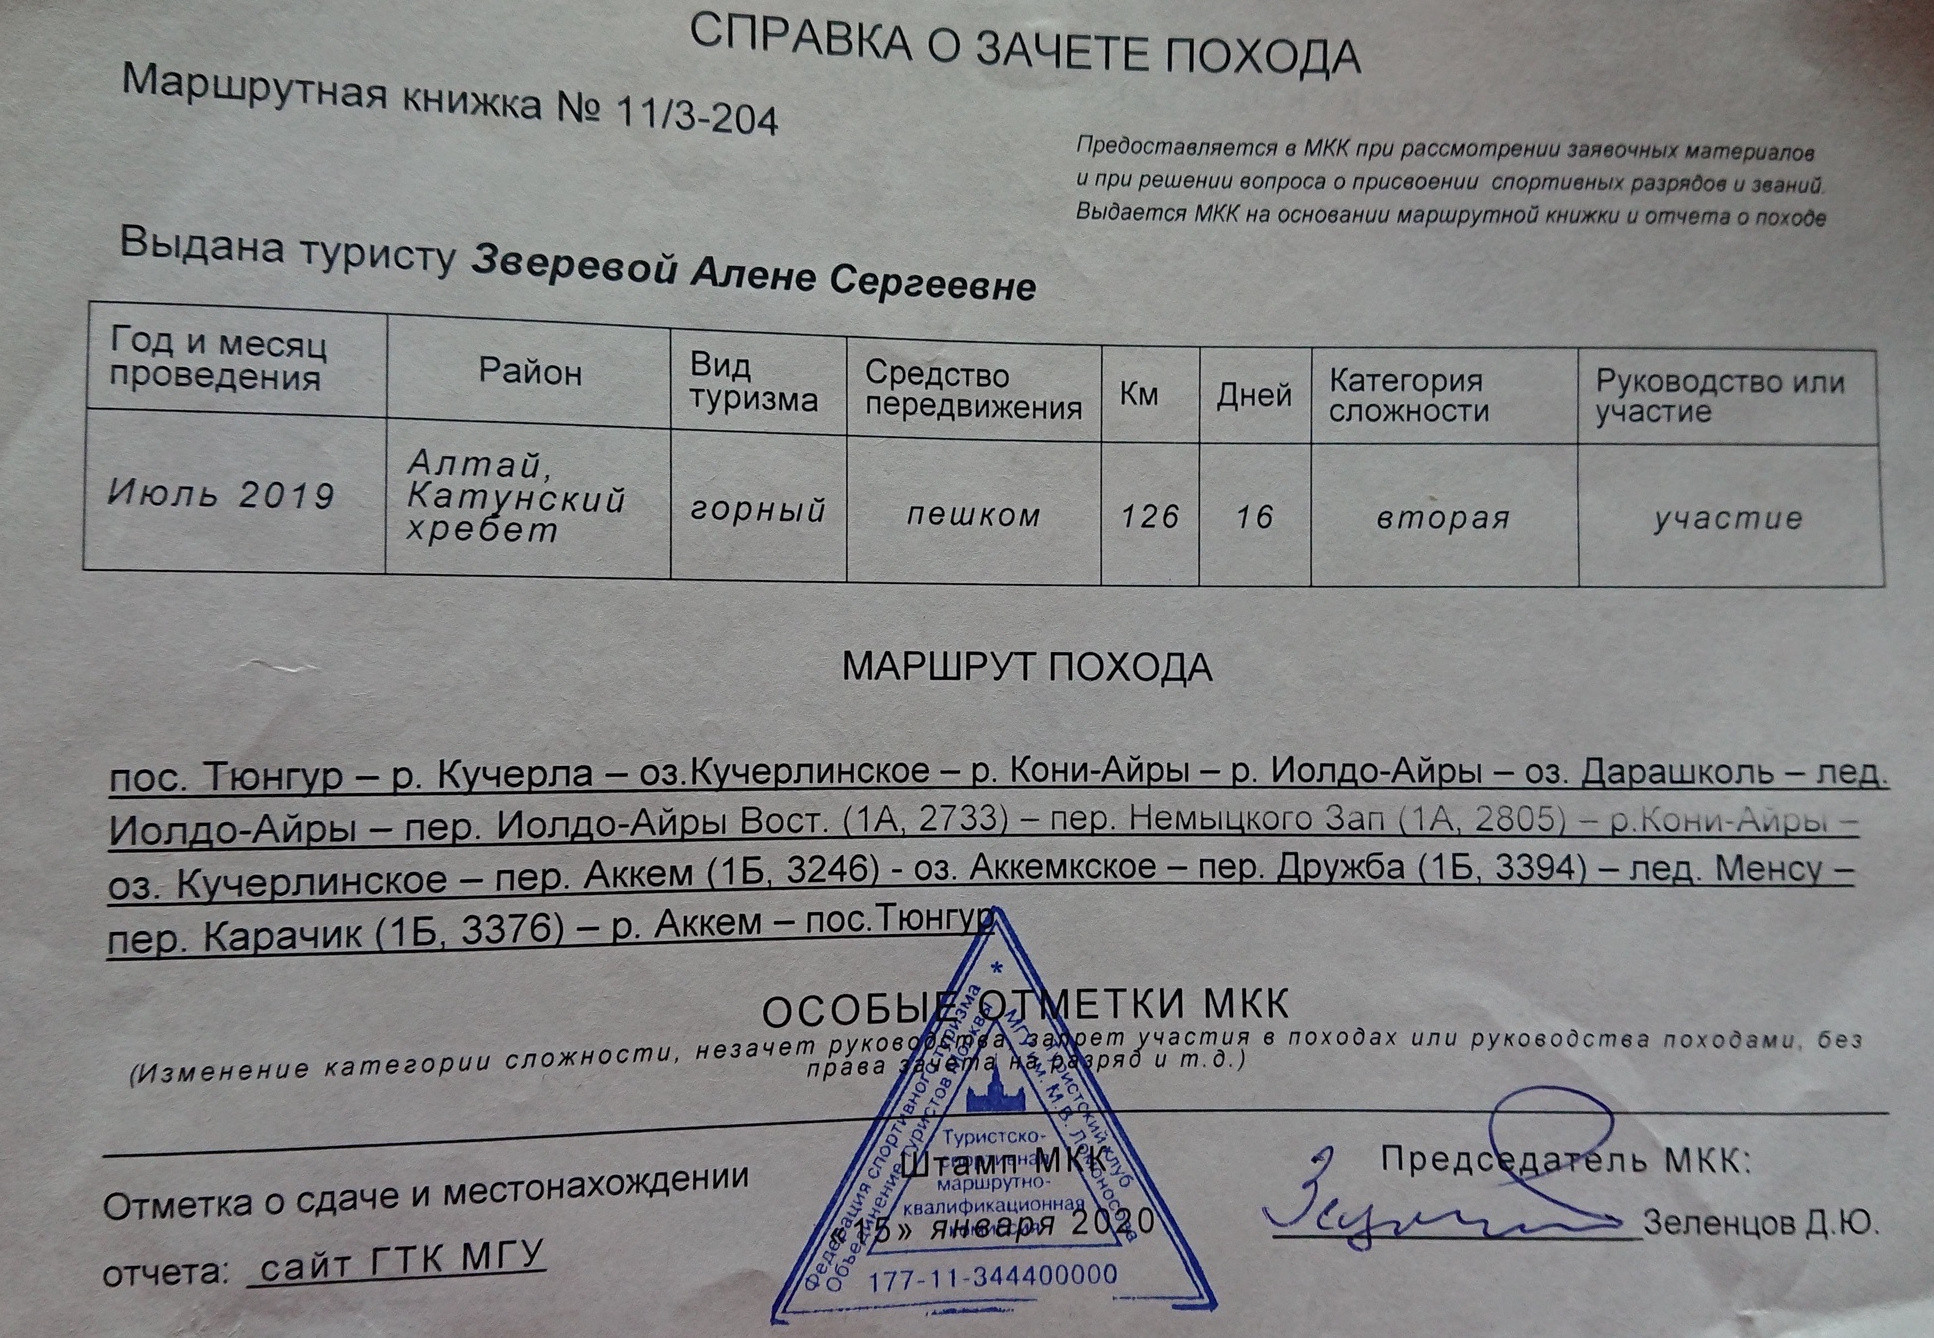 СПРАВКА О ЗАЧЕТЕ ПОХОДА
Маршрутная книжка № 11/3-204
Предоставляется в МКК при рассмотрении заявочных материалов
и при решении вопроса о присвоении спортивных разрядов и званий.
Выдается МКК на основании маршрутной книжки и отчета о походе
Выдана туристу Зверевой Алене Сергеевне
Год и месяц
проведения
Район
Вид
туризма
Средство
передвижения
Км
Дней
Категория
сложности
Руководство или
участие
Июль 2019
Алтай,
Катунский
хребет
горный
пешком
126
16
вторая
участие
МАРШРУТ ПОХОДА
пос. Тюнгур – р. Кучерла – оз.Кучерлинское – р. Кони-Айры – р. Иолдо-Айры – оз. Дарашколь – лед.
Иолдо-Айры – пер. Иолдо-Айры Вост. (1А, 2733) – пер. Немыцкого Зап (1А, 2805) – р.Кони-Айры –
оз. Кучерлинское – пер. Аккем (1Б, 3246) - оз. Аккемкское – пер. Дружба (1Б, 3394) – лед. Менсу –
пер. Карачик (1Б, 3376) – р. Аккем – пос.Тюнгур
ОСОБЫЕ ОТМЕТКИ МКК
(Изменение категории сложности, незачет руководства, запрет участия в походах или руководства походами, без
права зачета на разряд и т.д.)
Отметка о сдаче и местонахождении
отчета: сайт ГТК МГУ
Штамп МКК
«15» января 2020
Председатель МКК:
Зеленцов Д.Ю.
Федерация спортивного туризма
Объединение туристов Москвы
*
Туристский клуб
МГУ им. М.В. Ломоносова
Туристско-
спортивная
маршрутно-
квалификационная
177-11-344400000